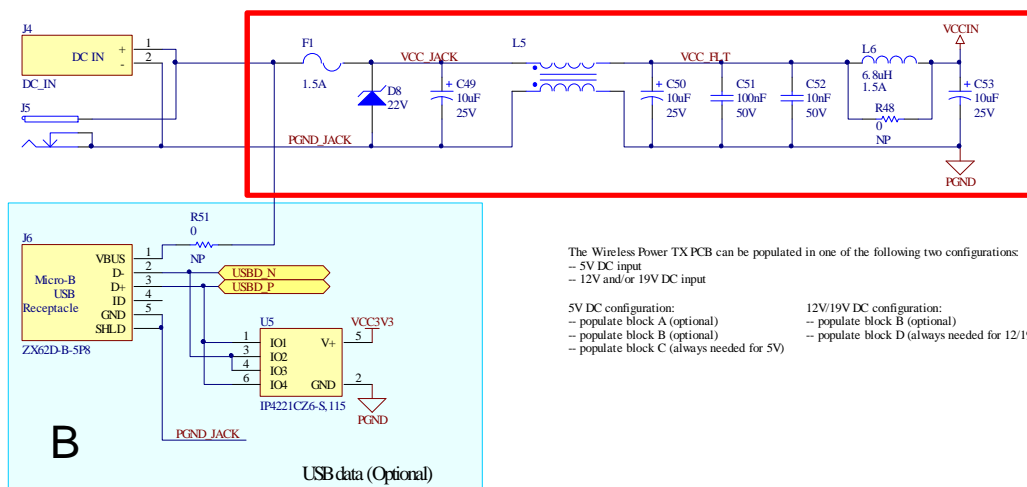 J4
DC IN
+
-
1
2
DC_IN
J5
F1
1.5A
VCC_JACK
D8
22V
C49
10uF
25V
PGND_JACK
L5
VCC_FLT
C50
10uF
25V
C51
100nF
50V
C52
10nF
50V
L6
6.8uH
1.5A
R48
0
NP
VCCIN
C53
10uF
25V
PGND
J6
Micro-B
USB
Receptacle
VBUS
D-
D+
ID
GND
SHLD
1
2
3
4
5
ZX62D-B-5P8
R51
0
NP
USBD_N
USBD_P
U5
1
3
4
6
IO1
IO2
IO3
IO4
V+
GND
5
2
IP4221CZ6-S,115
VCC3V3
PGND
PGND_JACK
B
USB data (Optional)
The Wireless Power TX PCB can be populated in one of the following two configurations:
-- 5V DC input
-- 12V and/or 19V DC input
5V DC configuration:
-- populate block A (optional)
-- populate block B (optional)
-- populate block C (always needed for 5V)
12V/19V DC configuration:
-- populate block B (optional)
-- populate block D (always needed for 12/1